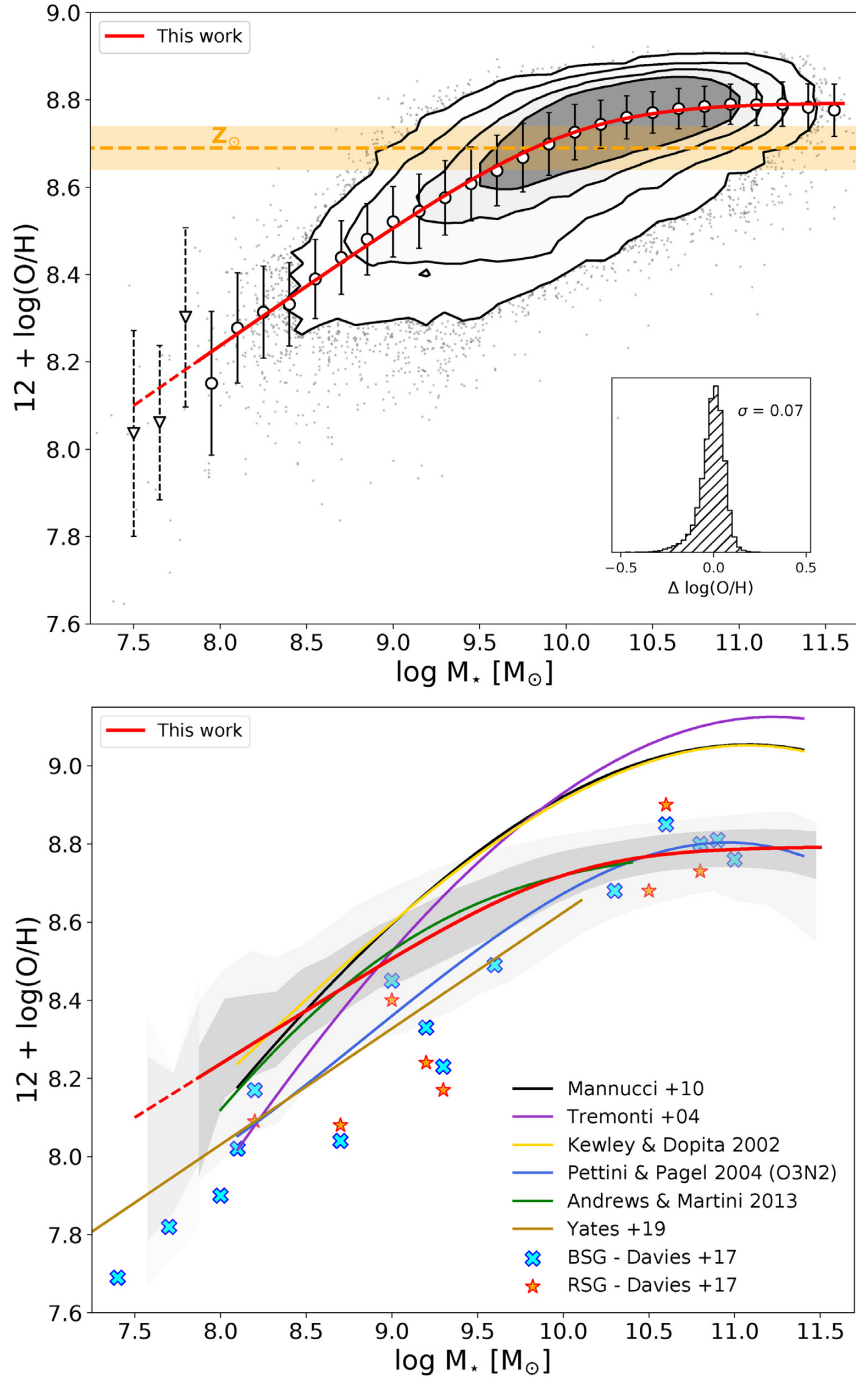 This work
Z⊙
σ = 0.07
12 + log(O/H)
9.0
8.8
8.6
8.4
8.2
8.0
7.8
7.6
−0.5 0.0 0.5
Δ log(O/H)
7.5 8.0 8.5 9.0 9.5 10.0 10.5 11.0 11.5
log M⋆ [M⊙]
This work
12 + log(O/H)
9.0
8.8
8.6
8.4
8.2
8.0
7.8
7.6
Mannucci +10
Tremonti +04
Kewley & Dopita 2002
Pettini & Pagel 2004 (O3N2)
Andrews & Martini 2013
Yates +19
BSG - Davies +17
RSG - Davies +17
7.5 8.0 8.5 9.0 9.5 10.0 10.5 11.0 11.5
log M⋆ [M⊙]